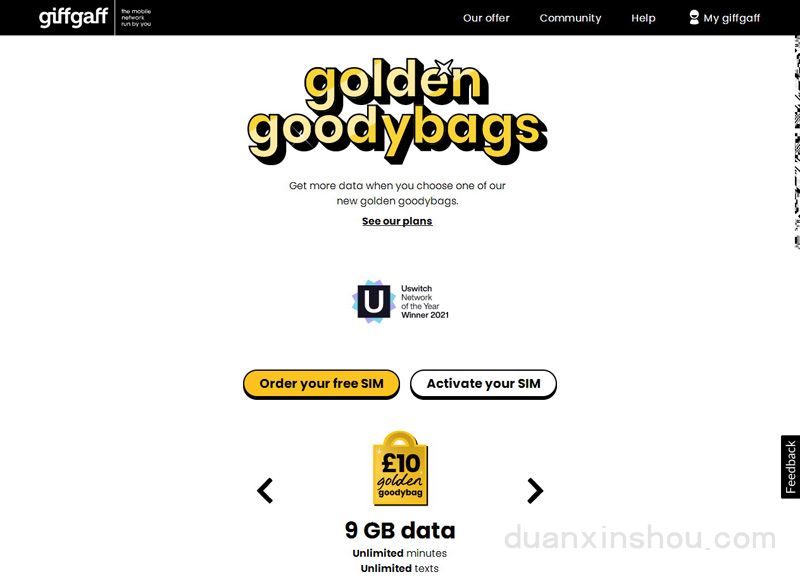 giffgaff
the mobile
network
run by you
Our offer
Community
Help
My giffgaff
golden
goodybags
Get more data when you choose one of our
new golden goodybags.
See our plans
U
Uswitch
Network
of the Year
Winner 2021
Order your free SIM
Activate your SIM
Feedback
£10
golden
goodybag
9 GB data
Unlimited minutes
Unlimited texts
duanxinshou.com